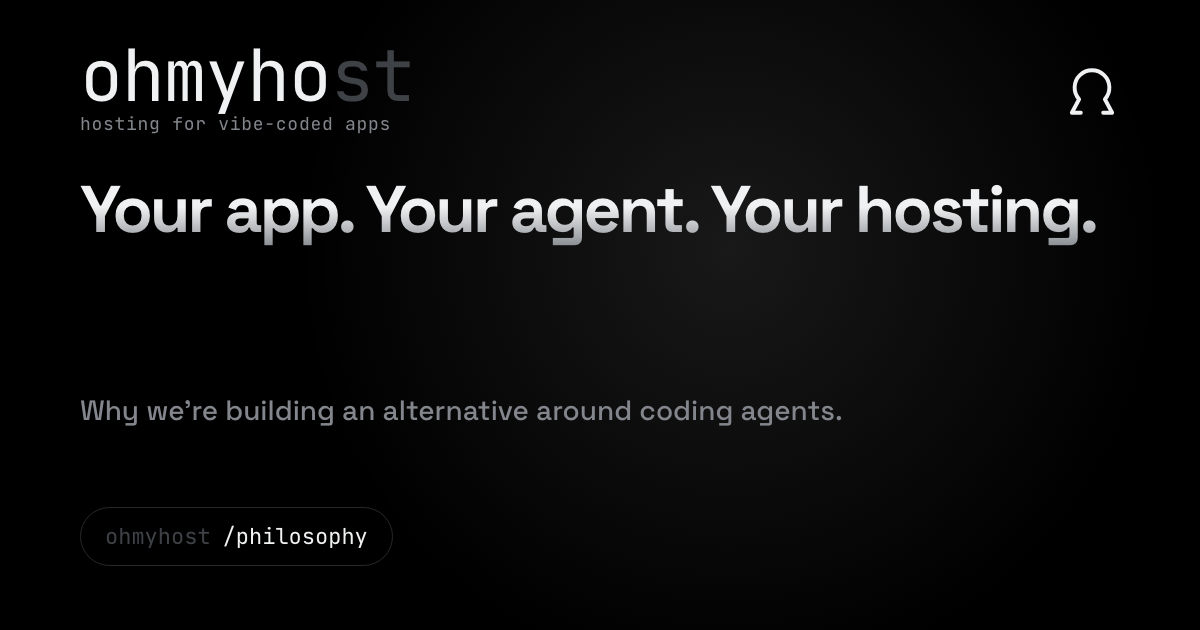 ohmyhost
hosting for vibe-coded apps
Your app. Your agent. Your hosting.
Why we’re building an alternative around coding agents.
ohmyhost /philosophy